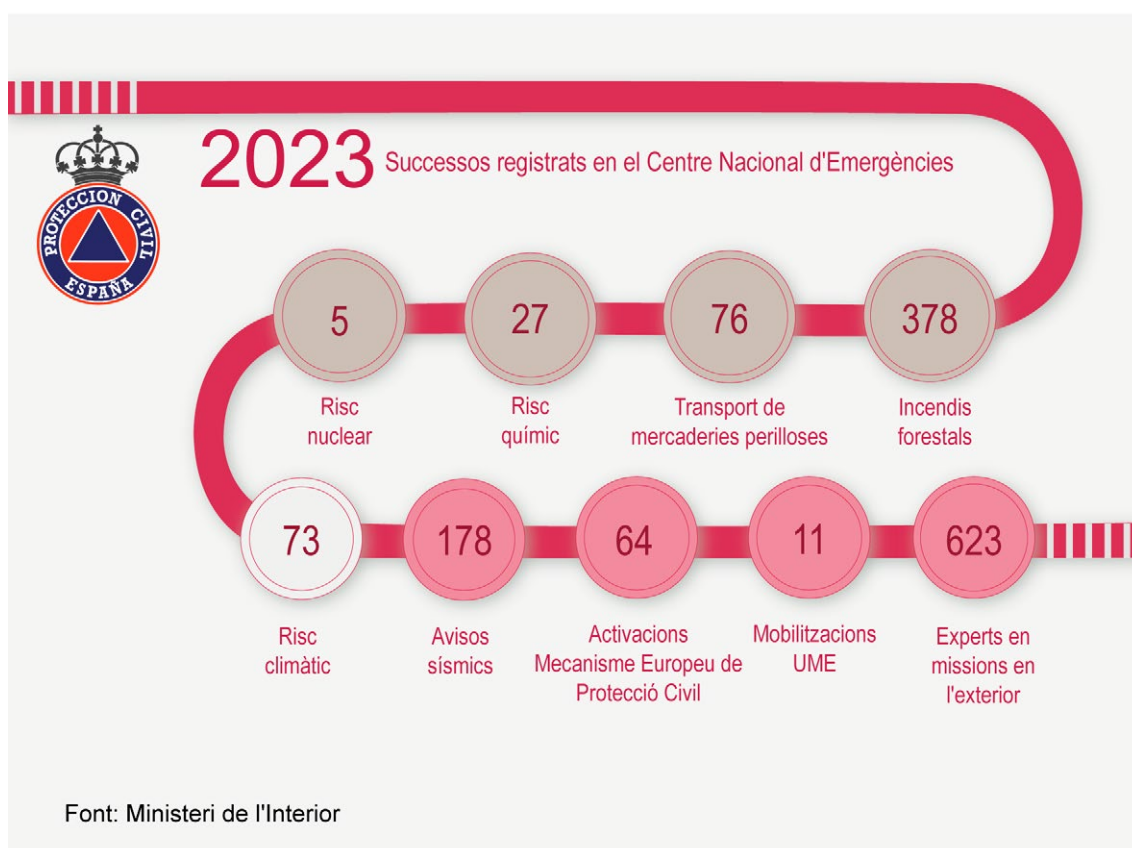 2023 Successos registrats en el Centre Nacional d'Emergències
PROTECCION CIVIL
ESPAÑA
5
27
76
378
Risc
nuclear
Risc
químic
Transport de
mercaderies perilloses
Incendis
forestals
73
178
64
11
623
Risc
climàtic
Avisos
sísmics
Activacions
Mecanisme Europeu de
Protecció Civil
Mobilitzacions
UME
Experts en
missions en
l'exterior
Font: Ministeri de l'Interior